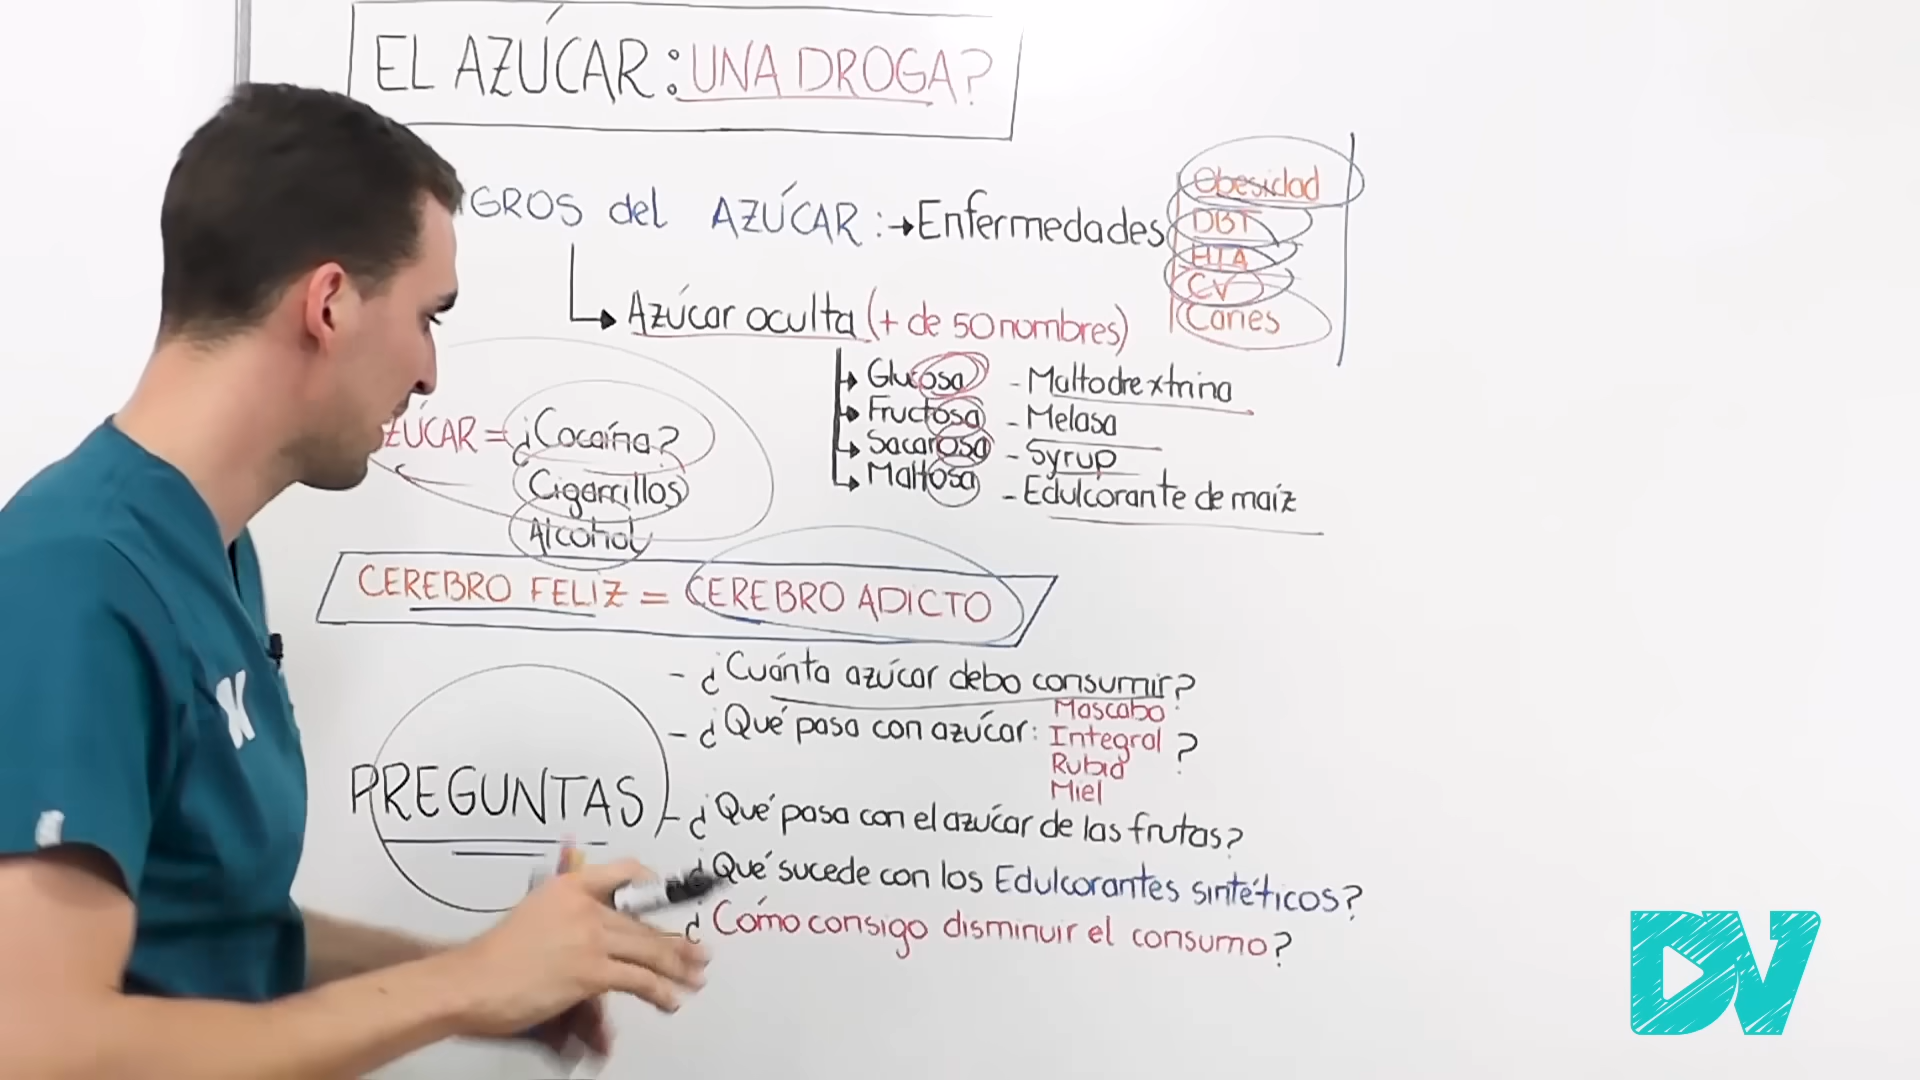 EL AZÚCAR: UNA DROGA?
GROS del AZÚCAR: → Enfermedades
Obesidad
DBT
HTA
CV
Caries
Azúcar oculta (+ de 50 nombres)
Glucosa - Maltodextrina
Fructosa - Melasa
Sacarosa - Syrup
Maltosa - Edulcorante de maíz
ZÚCAR = ¿Cocaína?
Cigarrillos
Alcohol
CEREBRO FELIZ = CEREBRO ADICTO
PREGUNTAS
- ¿Cuánta azúcar debo consumir?
- ¿Qué pasa con azúcar: Mascabo Integral Rubia Miel ?
- ¿Qué pasa con el azúcar de las frutas?
¿Qué sucede con los Edulcorantes sintéticos?
- ¿Cómo consigo disminuir el consumo?
DV